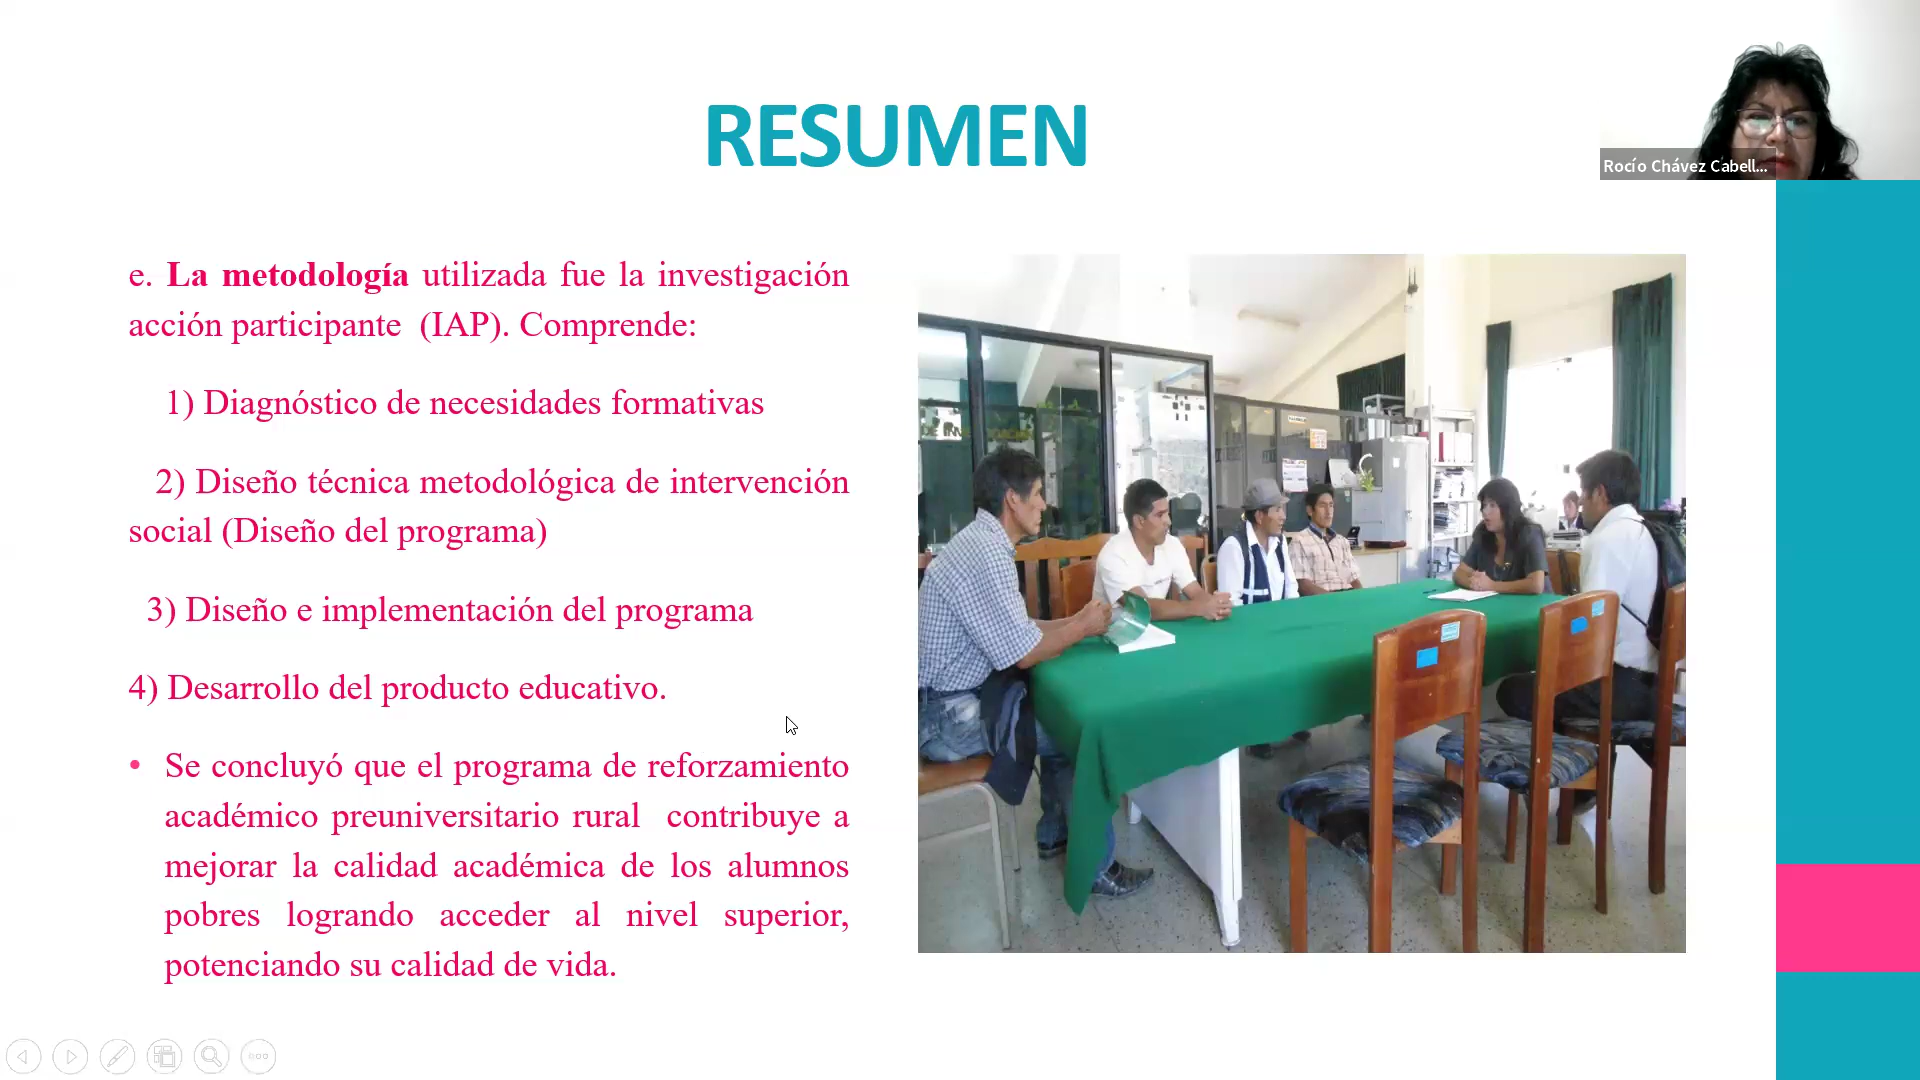 RESUMEN
Rocío Chávez Cabell...
e. La metodología utilizada fue la investigación
acción participante (IAP). Comprende:
1) Diagnóstico de necesidades formativas
2) Diseño técnica metodológica de intervención
social (Diseño del programa)
3) Diseño e implementación del programa
4) Desarrollo del producto educativo.
• Se concluyó que el programa de reforzamiento
académico preuniversitario rural contribuye a
mejorar la calidad académica de los alumnos
pobres logrando acceder al nivel superior,
potenciando su calidad de vida.